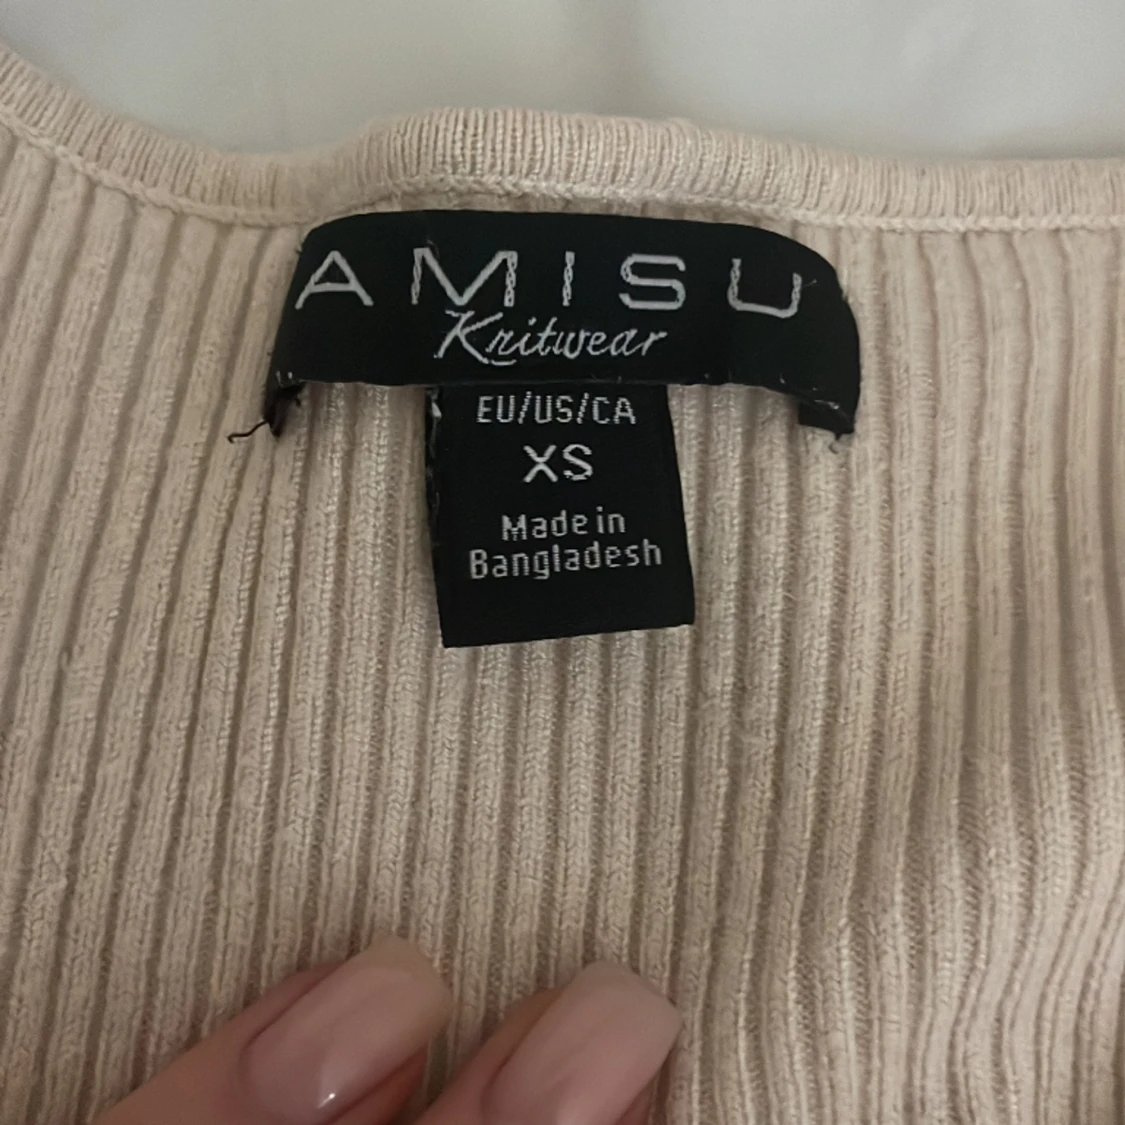 AMISU
Knitwear
EU/US/CA
XS
Made in
Bangladesh